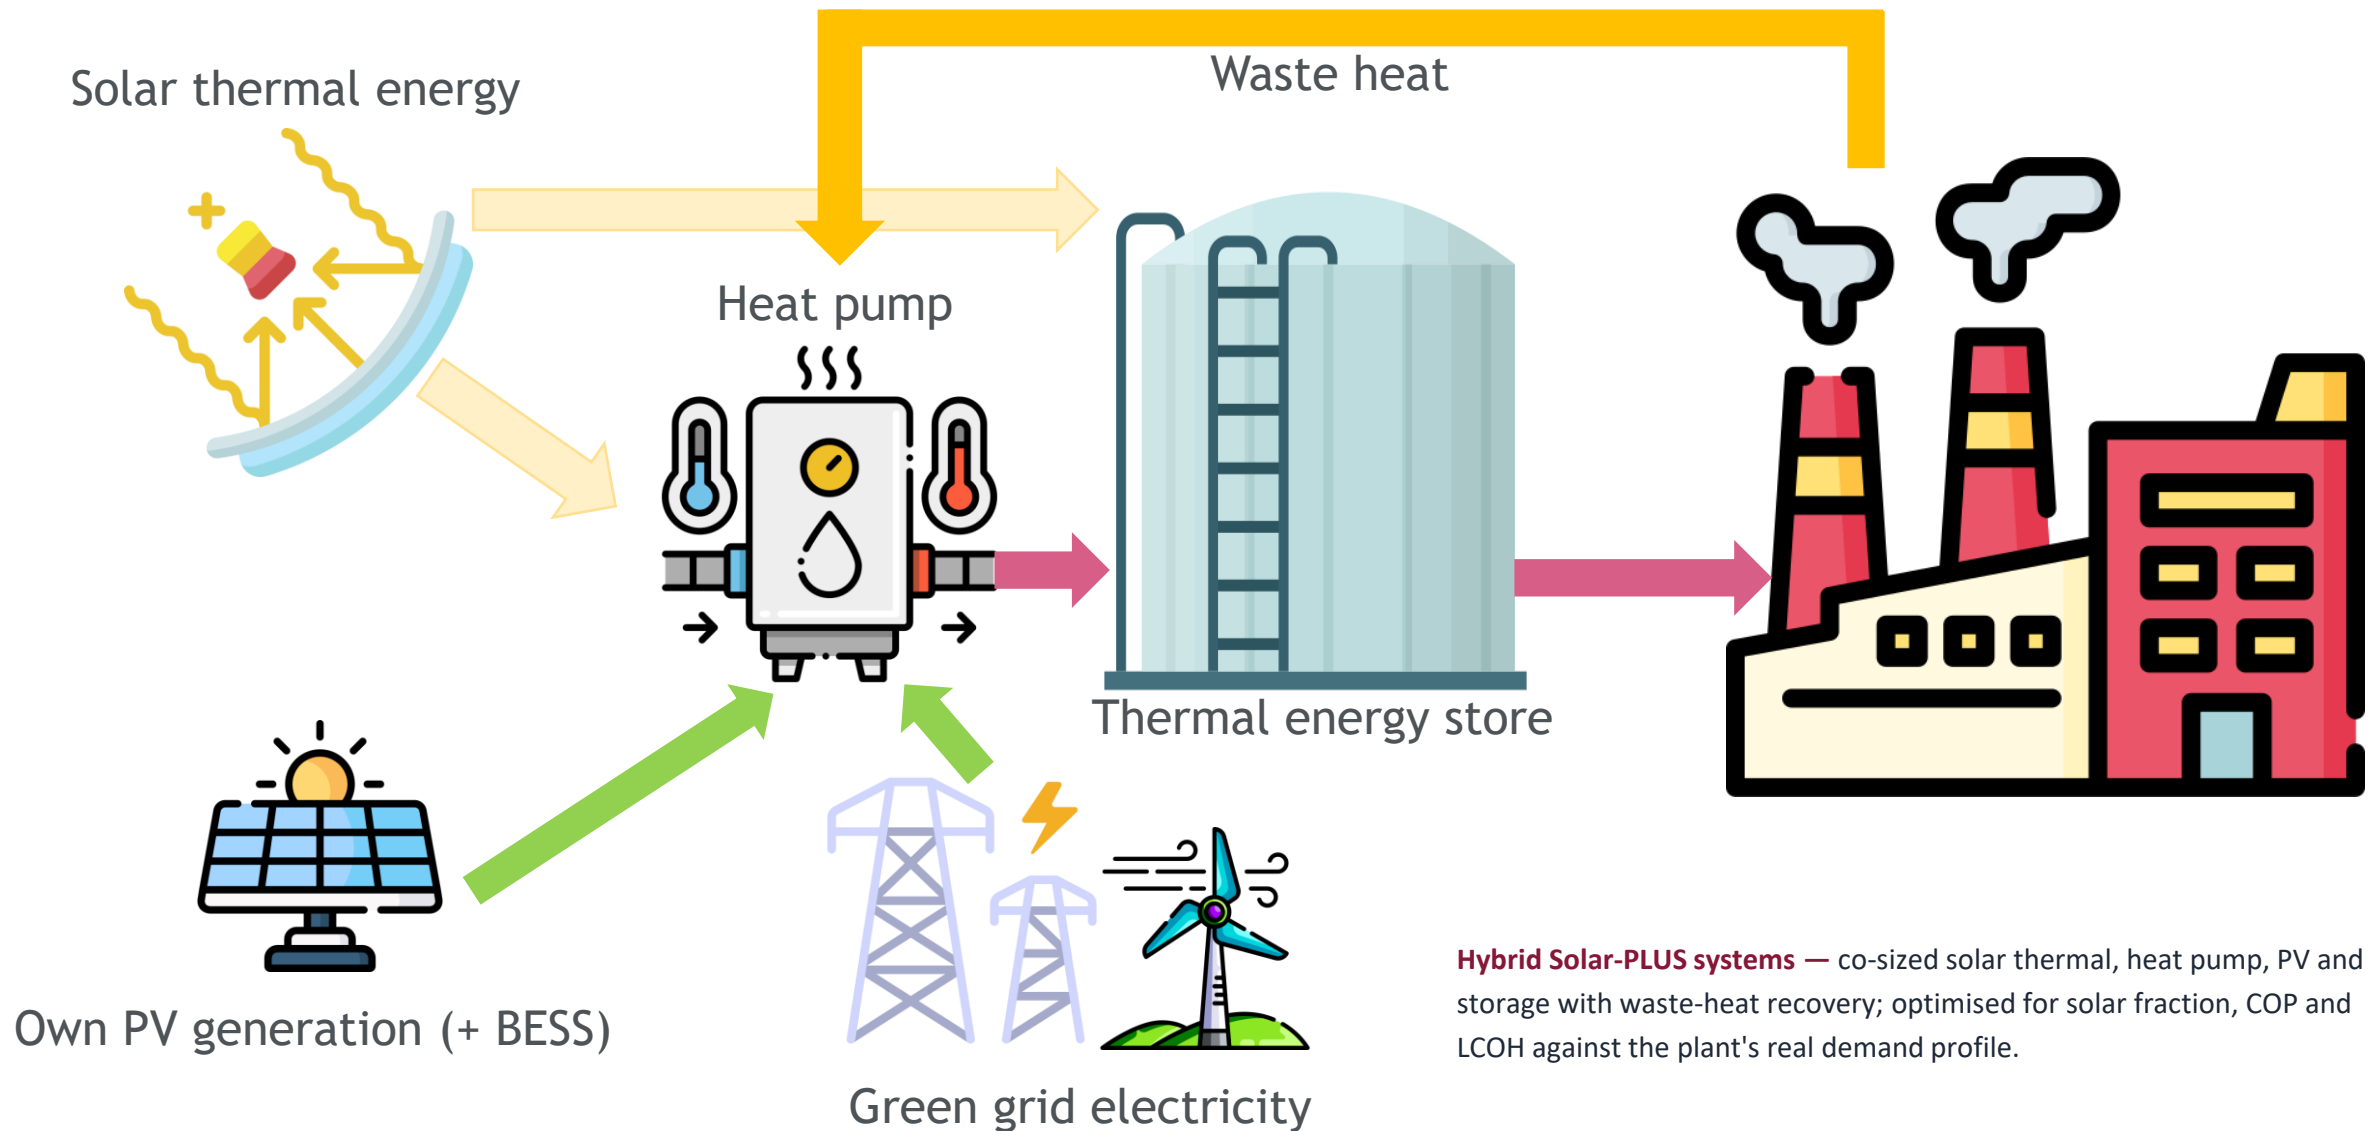 Waste heat
Solar thermal energy
Heat pump
Thermal energy store
Own PV generation (+ BESS)
Green grid electricity
Hybrid Solar-PLUS systems — co-sized solar thermal, heat pump, PV and
storage with waste-heat recovery; optimised for solar fraction, COP and
LCOH against the plant's real demand profile.